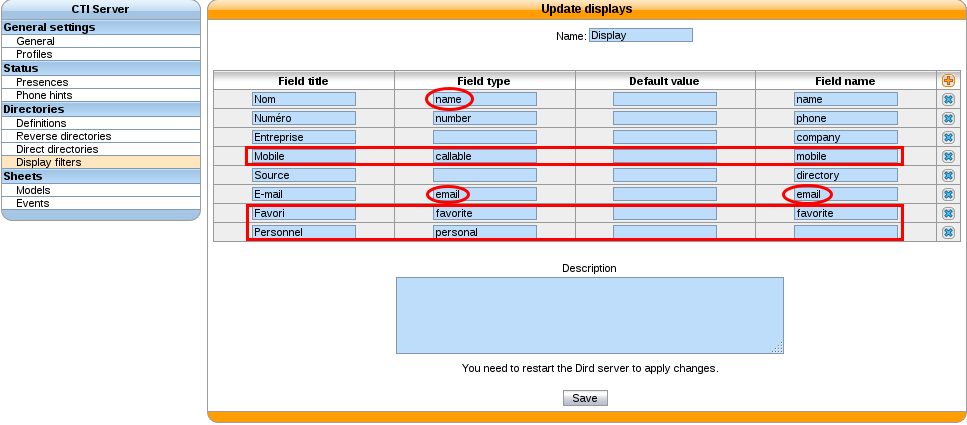 CTI Server
General settings
General
Profiles
Status
Presences
Phone hints
Directories
Definitions
Reverse directories
Direct directories
Display filters
Sheets
Models
Events
Update displays
Name: Display
Field title Field type Default value Field name
Nom name name
Numéro number phone
Entreprise company
Mobile callable mobile
Source directory
E-mail email email
Favori favorite favorite
Personnel personal
Description
You need to restart the Dird server to apply changes.
Save